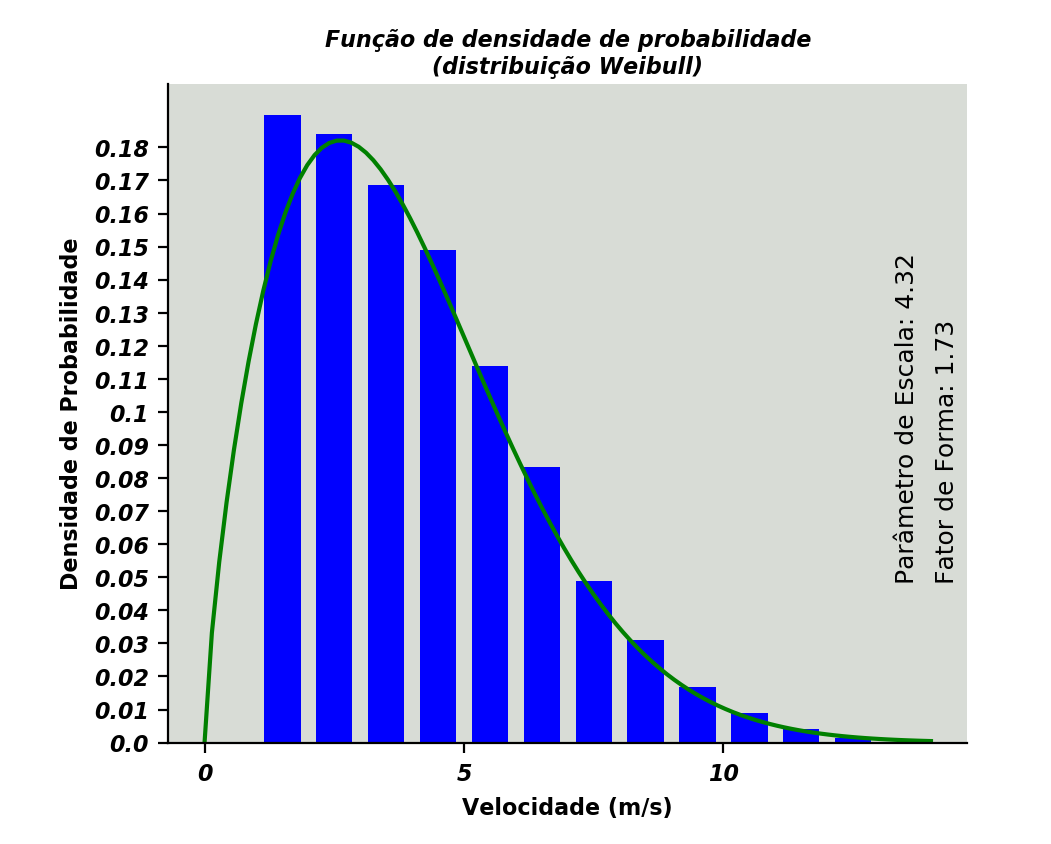 Função de densidade de probabilidade
(distribuição Weibull)
Densidade de Probabilidade
0.18
0.17
0.16
0.15
0.14
0.13
0.12
0.11
0.1
0.09
0.08
0.07
0.06
0.05
0.04
0.03
0.02
0.01
0.0
0 5 10
Velocidade (m/s)
Parâmetro de Escala: 4.32
Fator de Forma: 1.73